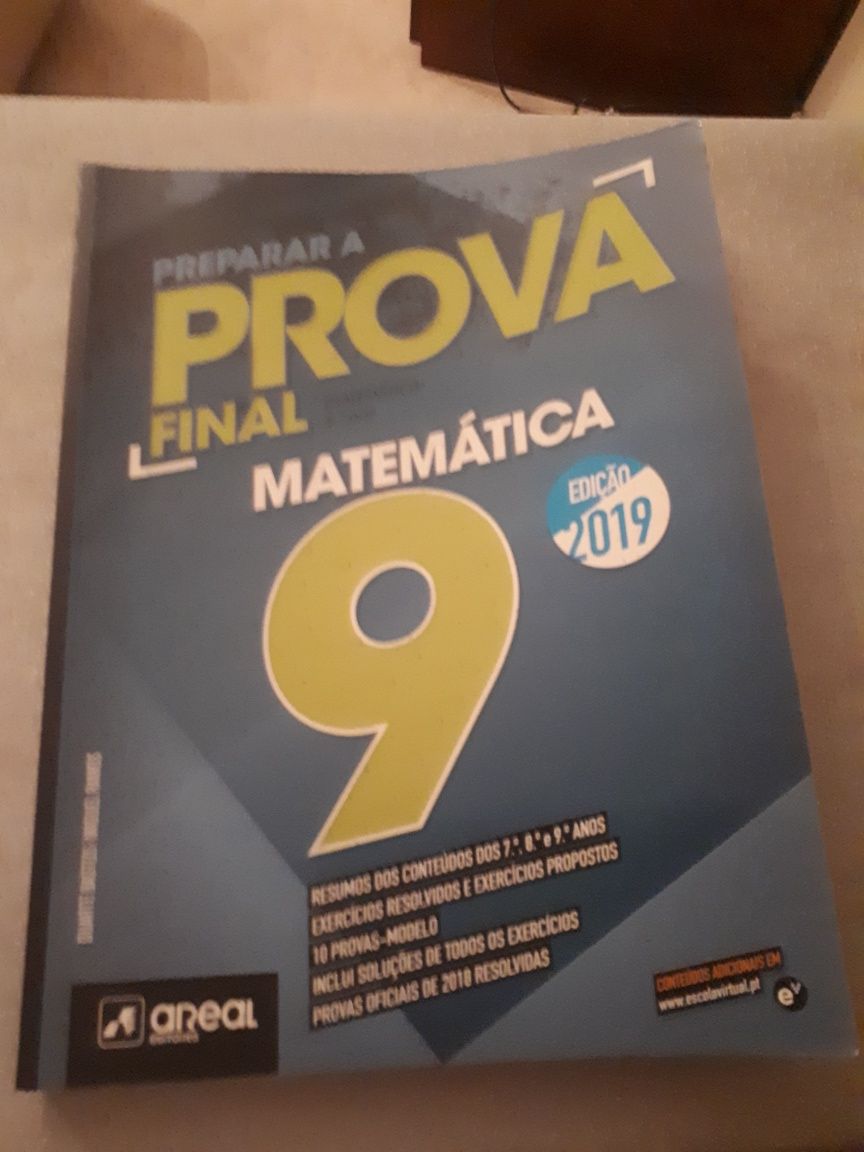 PREPARAR A
PROVA
FINAL
MATEMÁTICA
EDIÇÃO
2019
9
RESUMOS DOS CONTEÚDOS DOS 7.º, 8.º e 9.º ANOS
EXERCÍCIOS RESOLVIDOS E EXERCÍCIOS PROPOSTOS
10 PROVAS-MODELO
INCLUI SOLUÇÕES DE TODOS OS EXERCÍCIOS
PROVAS OFICIAIS DE 2018 RESOLVIDAS
CONTEÚDOS ADICIONAIS EM
www.escolavirtual.pt
ev
areal
EDITORES